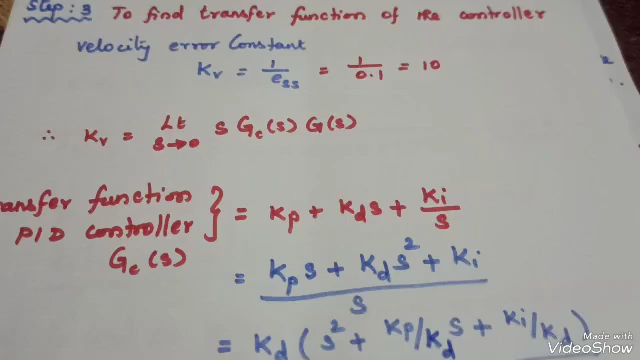 Step : 3 To find transfer function of the controller
velocity error Constant
Kv = 1/ess = 1/0.1 = 10
∴ Kv = Lt s→0 s Gc(s) G(s)
ansfer function
PID controller } = Kp + Kd s + Ki/s
Gc(s)
= (Kp s + Kd s² + Ki)/s
= Kd ( s² + Kp/Kd s + Ki/Kd )
Made with
VideoShow